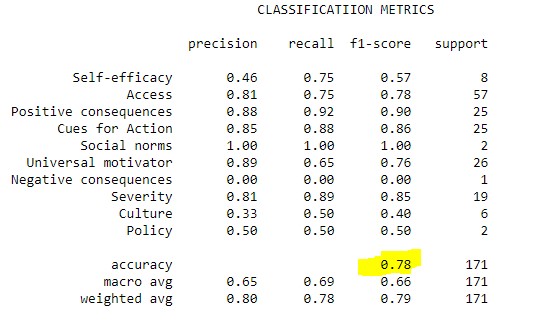 CLASSIFICATIION METRICS
precision recall f1-score support
Self-efficacy 0.46 0.75 0.57 8
Access 0.81 0.75 0.78 57
Positive consequences 0.88 0.92 0.90 25
Cues for Action 0.85 0.88 0.86 25
Social norms 1.00 1.00 1.00 2
Universal motivator 0.89 0.65 0.76 26
Negative consequences 0.00 0.00 0.00 1
Severity 0.81 0.89 0.85 19
Culture 0.33 0.50 0.40 6
Policy 0.50 0.50 0.50 2
accuracy 0.78 171
macro avg 0.65 0.69 0.66 171
weighted avg 0.80 0.78 0.79 171